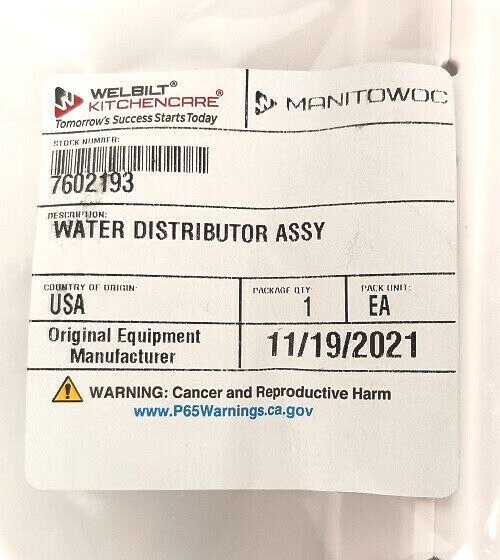 WELBILT®
KITCHENCARE®
Tomorrow's Success Starts Today
MANITOWOC
STOCK NUMBER:
7602193
DESCRIPTION:
WATER DISTRIBUTOR ASSY
COUNTRY OF ORIGIN:
USA
PACKAGE QTY
1
PACK UNIT:
EA
Original Equipment
Manufacturer
11/19/2021
WARNING: Cancer and Reproductive Harm
www.P65Warnings.ca.gov